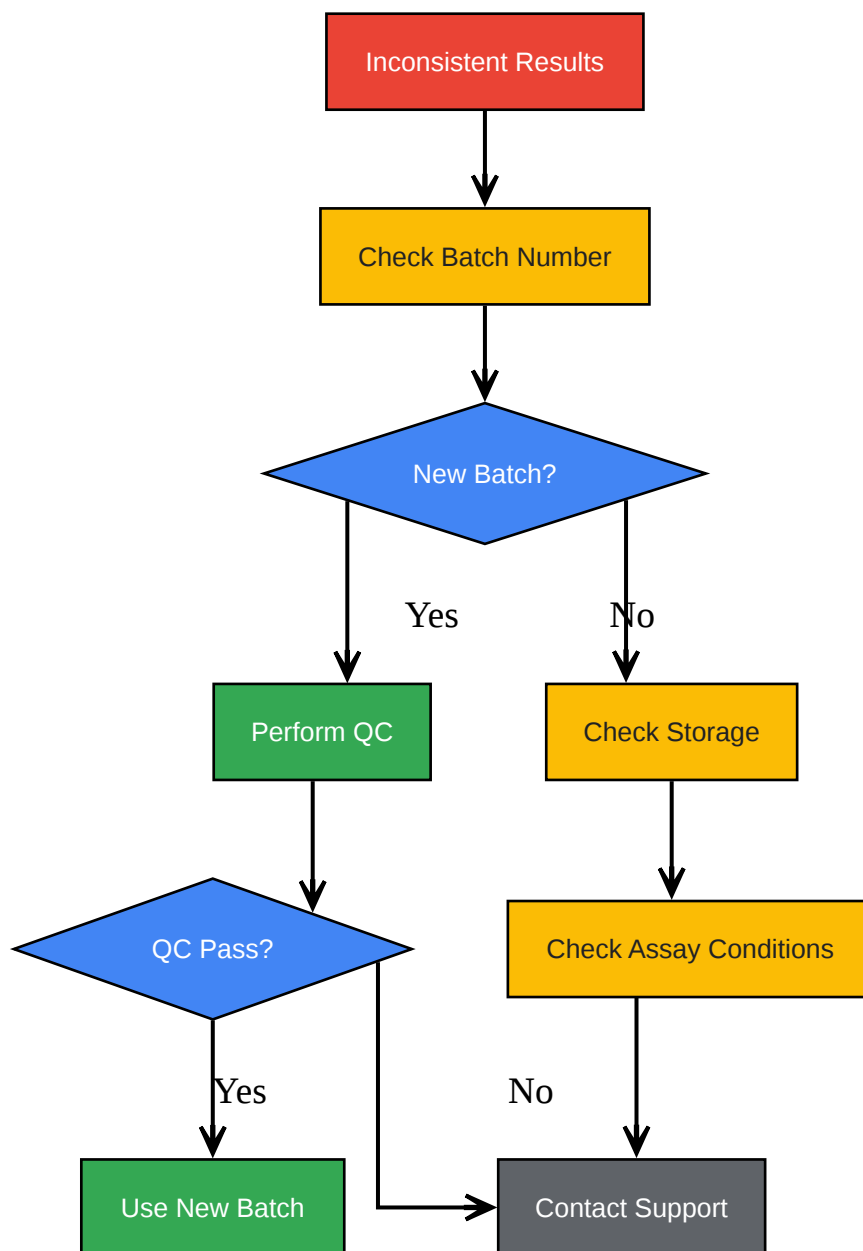 Inconsistent Results
Check Batch Number
New Batch?
Yes
No
Perform QC
Check Storage
QC Pass?
Check Assay Conditions
Yes
No
Use New Batch
Contact Support